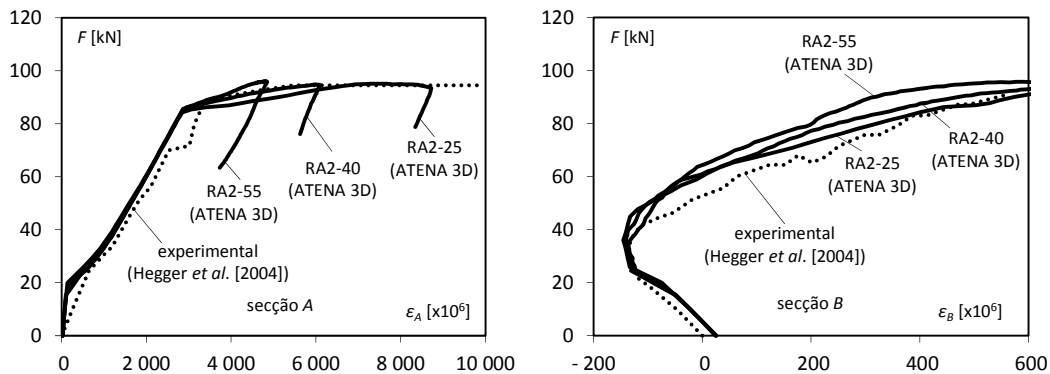 120
100
80
60
40
20
0
F [kN]
RA2-55
(ATENA 3D)
RA2-40
(ATENA 3D)
RA2-25
(ATENA 3D)
experimental
(Hegger et al. [2004])
secção A
ε_A [x10⁶]
0 2 000 4 000 6 000 8 000 10 000
120
100
80
60
40
20
0
F [kN]
RA2-55
(ATENA 3D)
RA2-40
(ATENA 3D)
RA2-25
(ATENA 3D)
experimental
(Hegger et al. [2004])
secção B
ε_B [x10⁶]
- 200 0 200 400 600